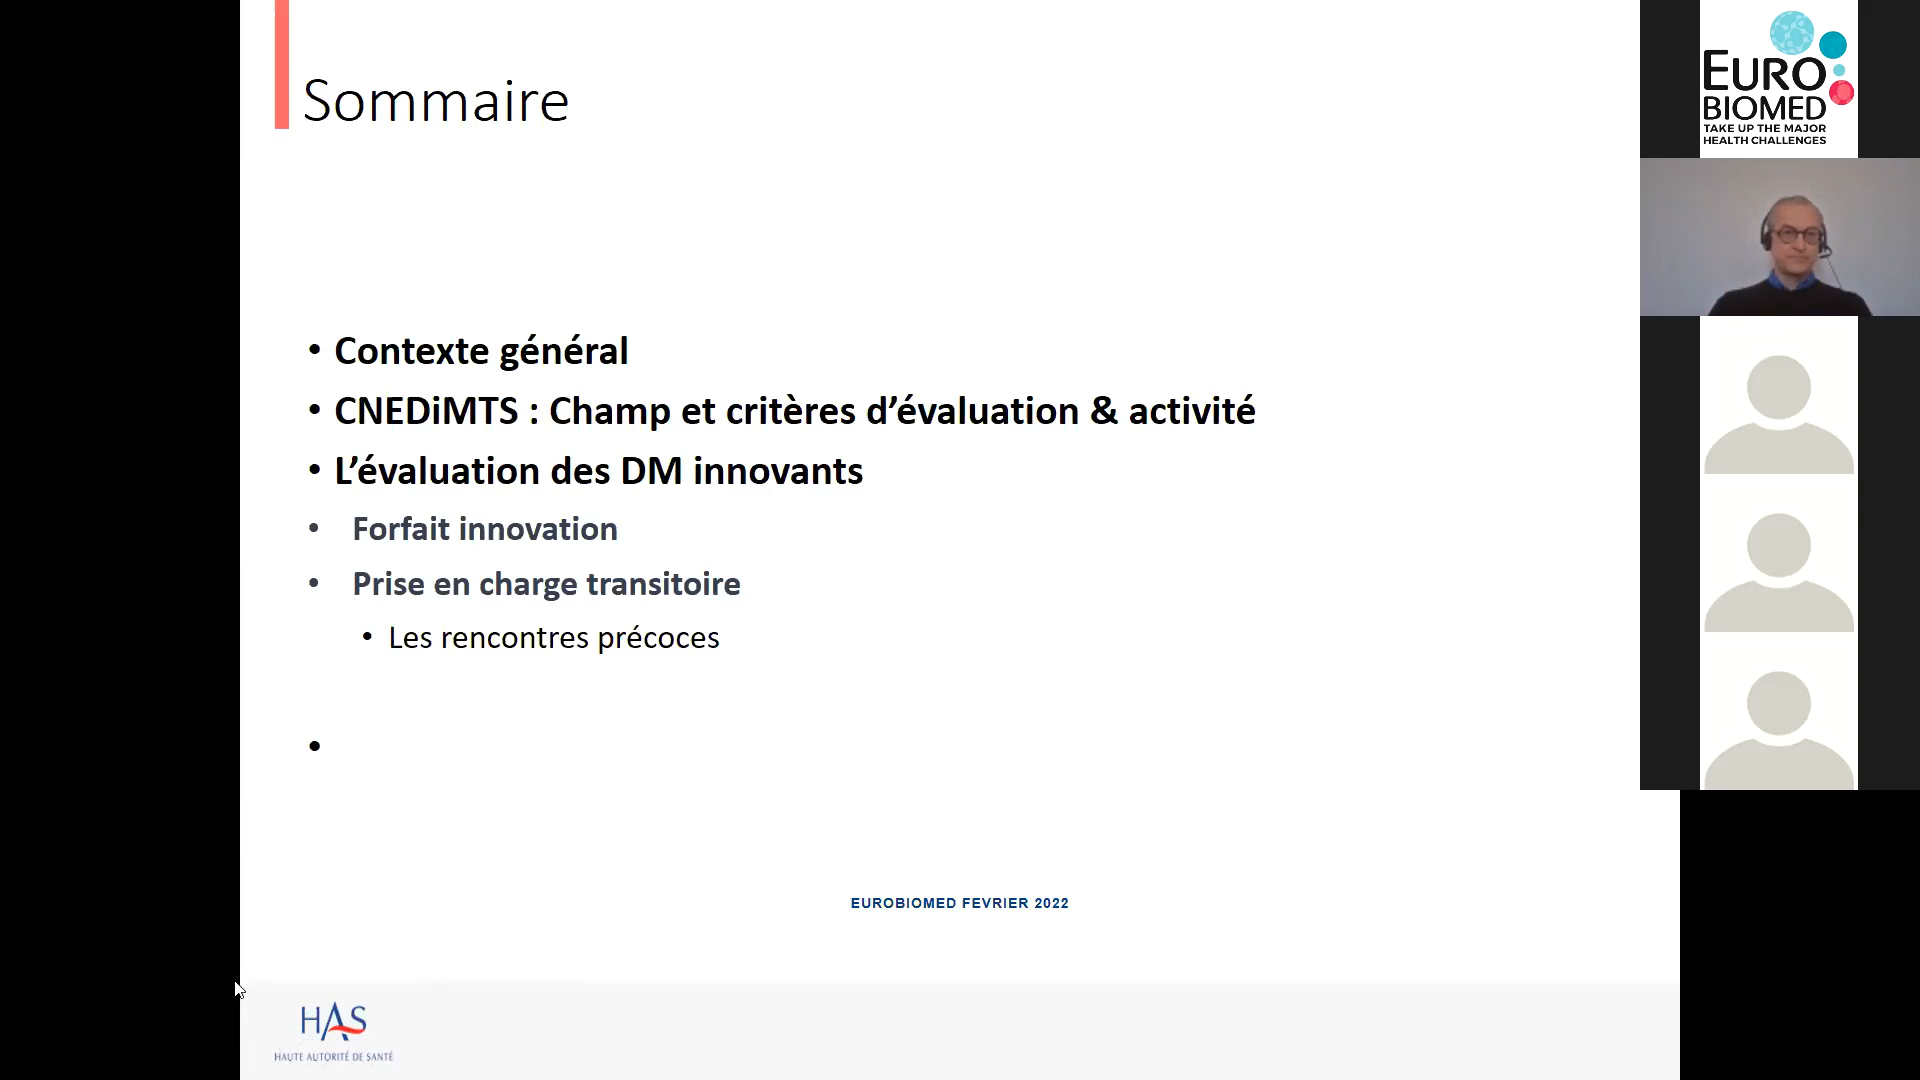 Sommaire
• Contexte général
• CNEDiMTS : Champ et critères d’évaluation & activité
• L’évaluation des DM innovants
• Forfait innovation
• Prise en charge transitoire
• Les rencontres précoces
•
EUROBIOMED FEVRIER 2022
HAS
HAUTE AUTORITÉ DE SANTÉ
EURO
BIOMED
TAKE UP THE MAJOR
HEALTH CHALLENGES